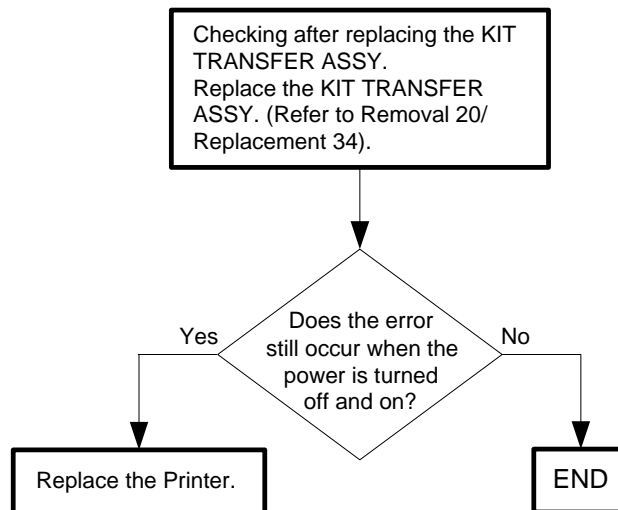 Checking after replacing the KIT
TRANSFER ASSY.
Replace the KIT TRANSFER
ASSY. (Refer to Removal 20/
Replacement 34).
Yes
Does the error
still occur when the
power is turned
off and on?
No
Replace the Printer.
END